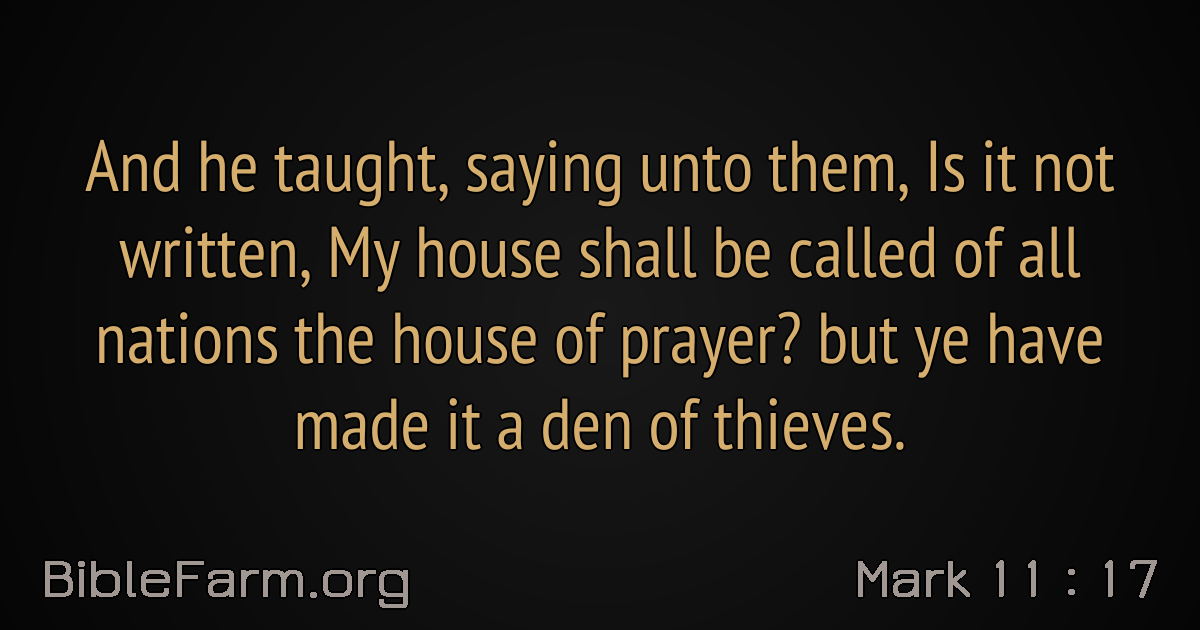 And he taught, saying unto them, Is it not
written, My house shall be called of all
nations the house of prayer? but ye have
made it a den of thieves.
BibleFarm.org
Mark 11 : 17